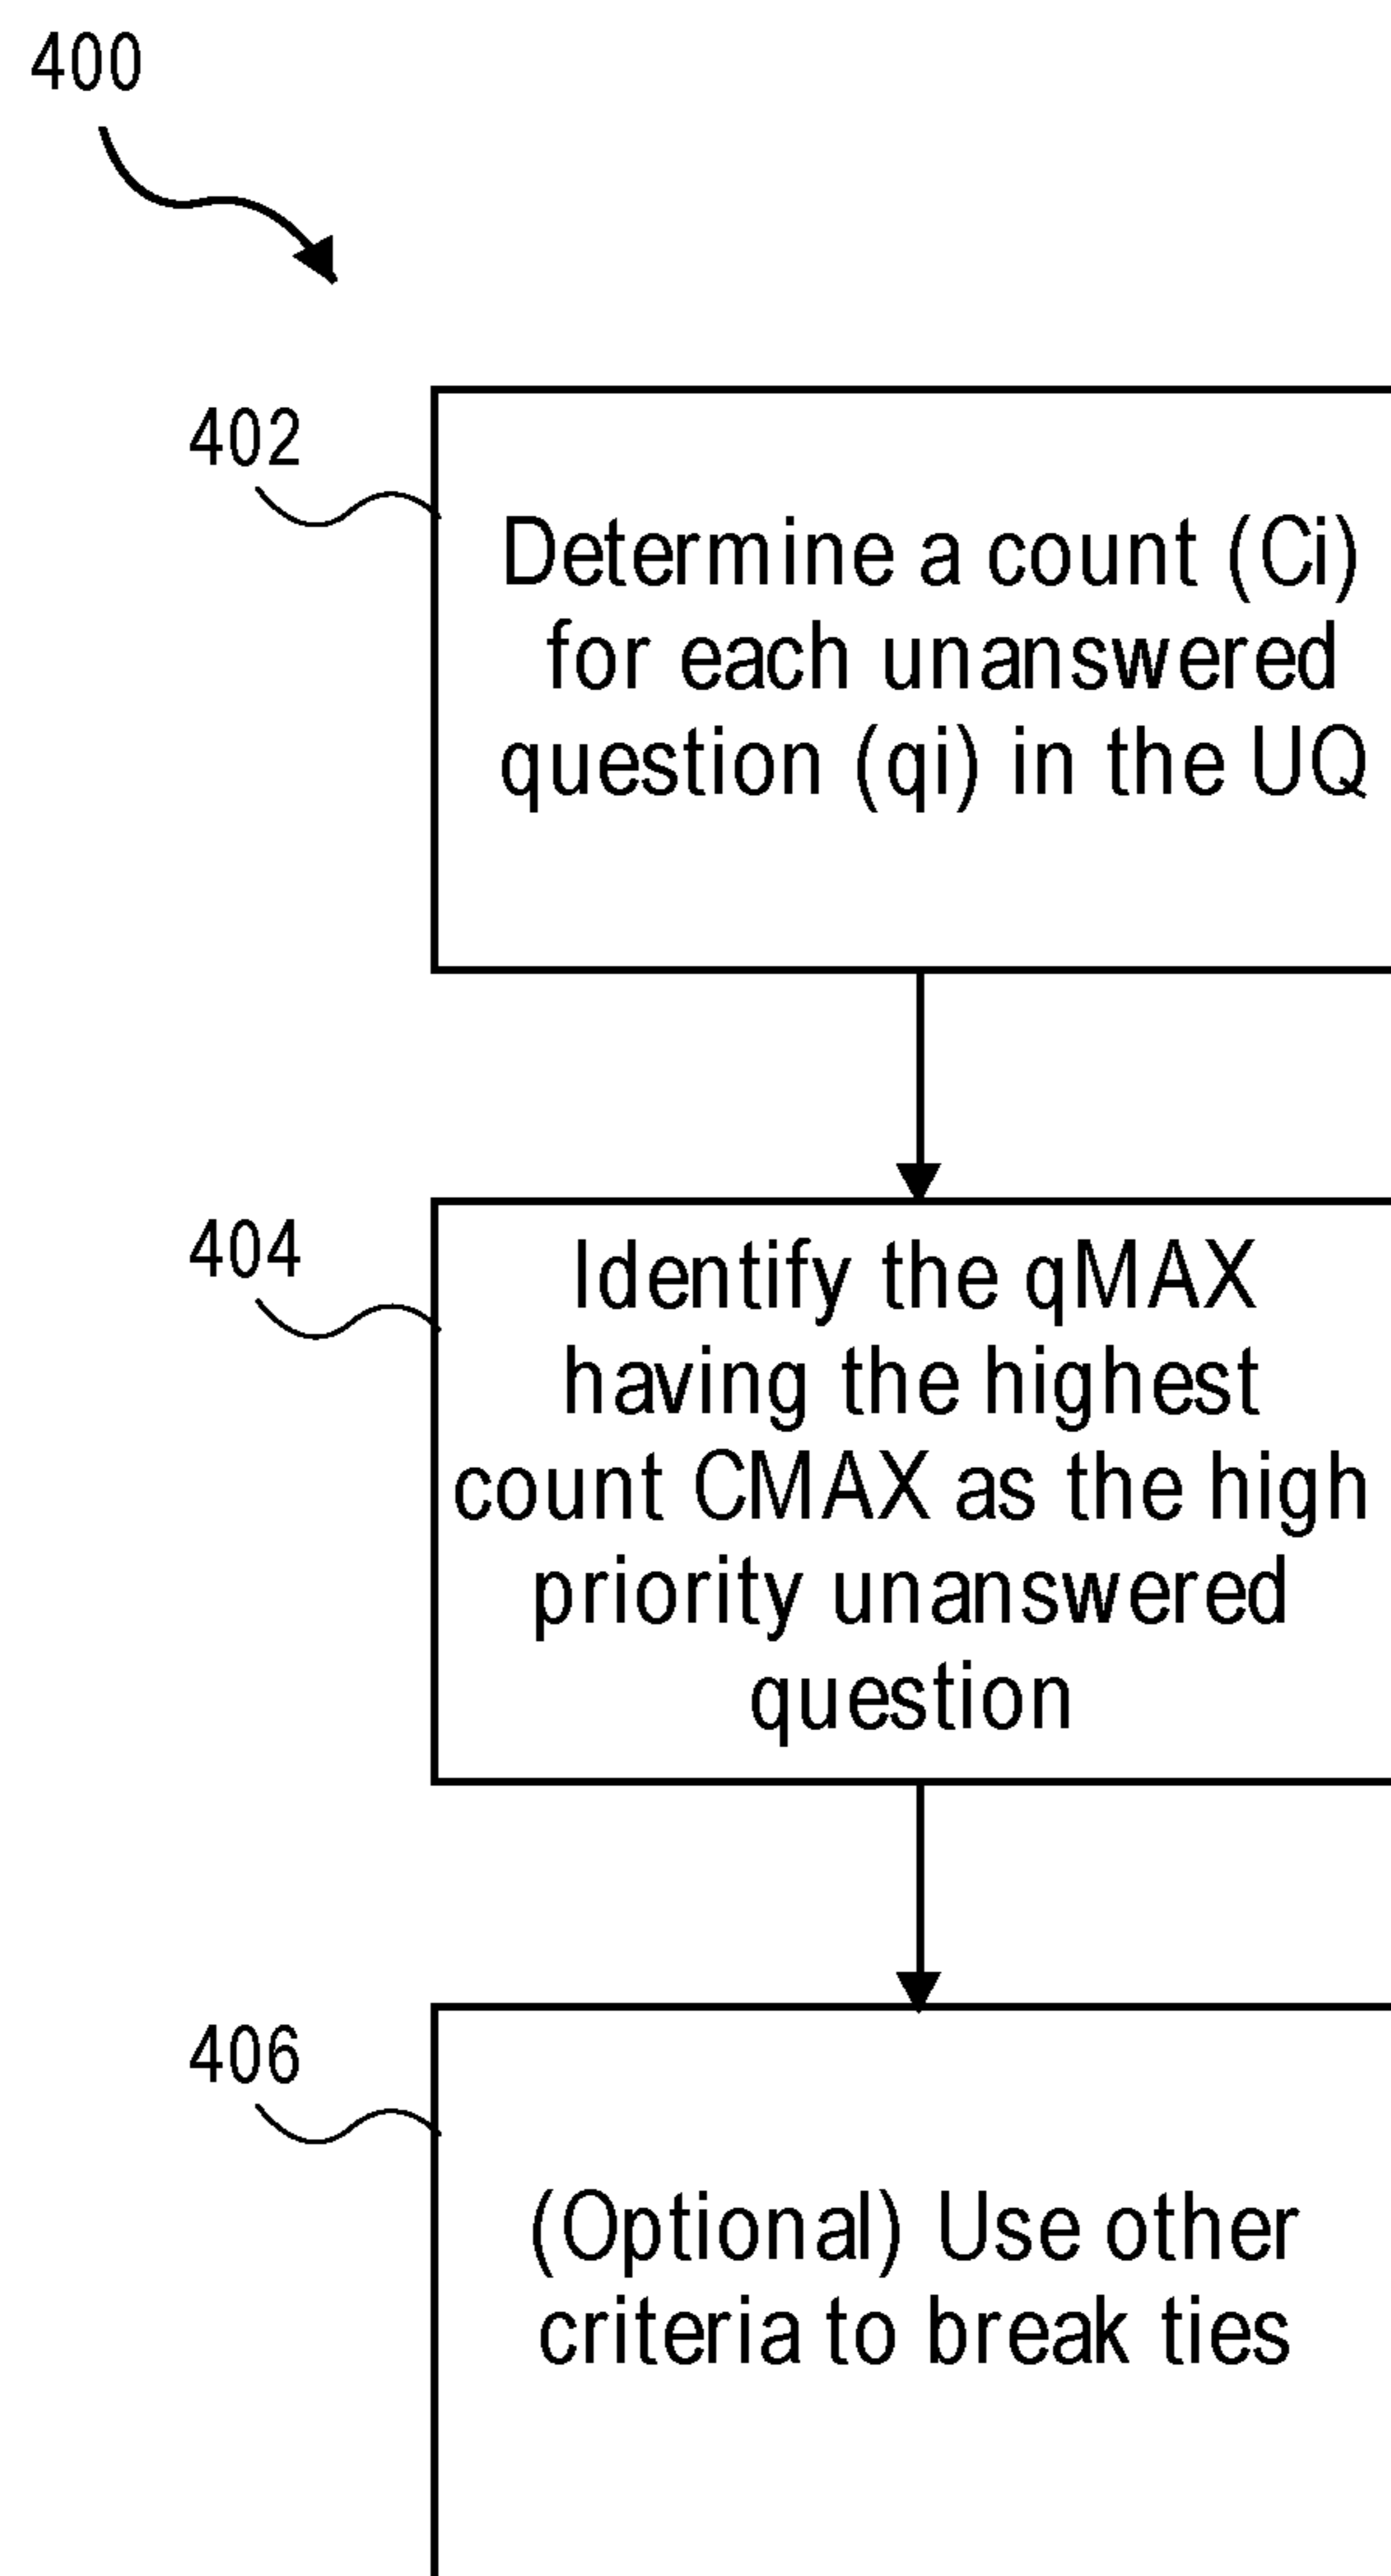 400
402
Determine a count (Ci)
for each unanswered
question (qi) in the UQ
404
Identify the qMAX
having the highest
count CMAX as the high
priority unanswered
question
406
(Optional) Use other
criteria to break ties